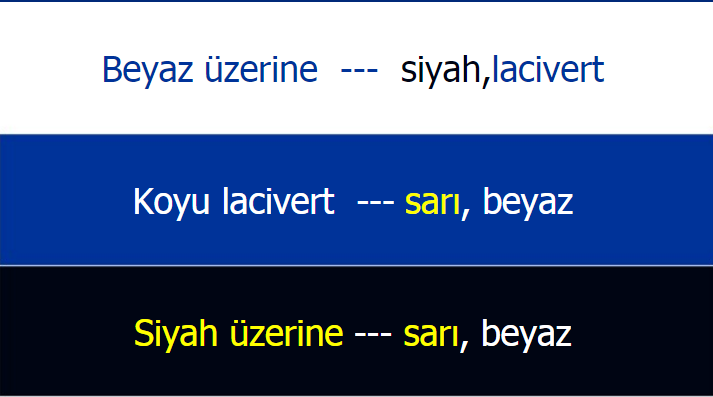 Beyaz üzerine --- siyah,lacivert
Koyu lacivert --- sarı, beyaz
Siyah üzerine --- sarı, beyaz